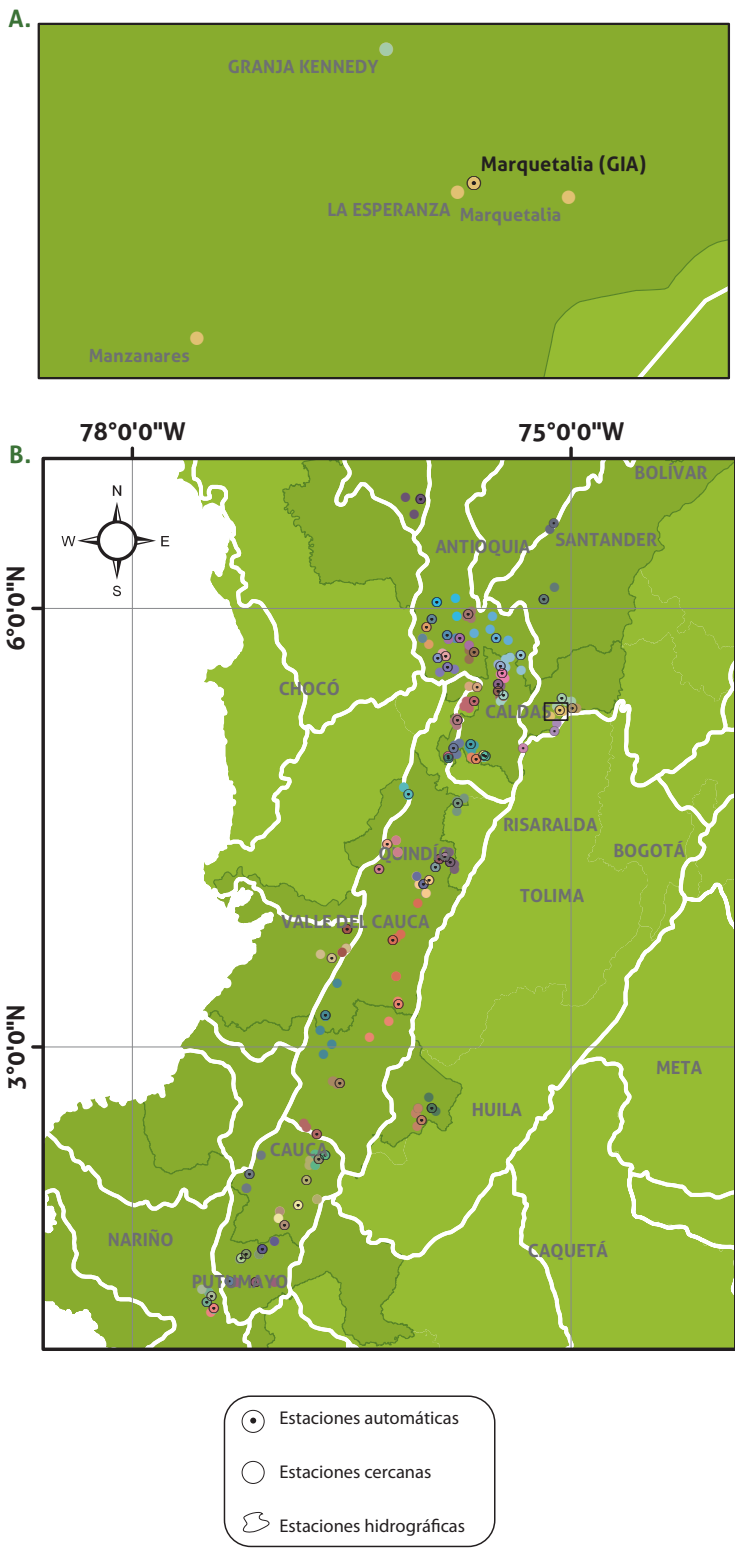 A.
GRANJA KENNEDY
Marquetalia (GIA)
LA ESPERANZA
Marquetalia
Manzanares
78°0'0"W
75°0'0"W
B.
BOLÍVAR
N
W
E
S
ANTIOQUIA
SANTANDER
6°0'0"N
CHOCÓ
CALDAS
RISARALDA
QUINDÍO
BOGOTÁ
TOLIMA
VALLE DEL CAUCA
3°0'0"N
META
HUILA
CAUCA
NARIÑO
CAQUETÁ
PUTUMAYO
Estaciones automáticas
Estaciones cercanas
Estaciones hidrográficas